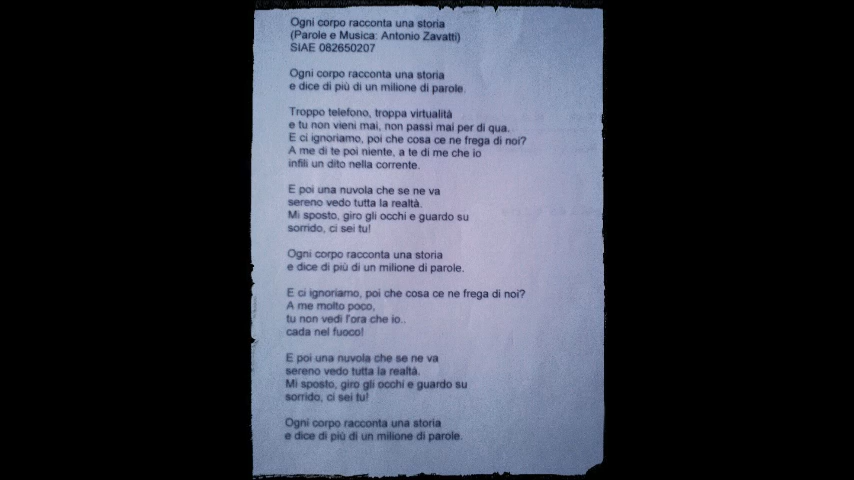 Ogni corpo racconta una storia
(Parole e Musica: Antonio Zavatti)
SIAE 082650207
Ogni corpo racconta una storia
e dice di più di un milione di parole.
Troppo telefono, troppa virtualità
e tu non vieni mai, non passi mai per di qua.
E ci ignoriamo, poi che cosa ce ne frega di noi?
A me di te poi niente, a te di me che io
infili un dito nella corrente.
E poi una nuvola che se ne va
sereno vedo tutta la realtà.
Mi sposto, giro gli occhi e guardo su
sorrido, ci sei tu!
Ogni corpo racconta una storia
e dice di più di un milione di parole.
E ci ignoriamo, poi che cosa ce ne frega di noi?
A me molto poco,
tu non vedi l'ora che io..
cada nel fuoco!
E poi una nuvola che se ne va
sereno vedo tutta la realtà.
Mi sposto, giro gli occhi e guardo su
sorrido, ci sei tu!
Ogni corpo racconta una storia
e dice di più di un milione di parole.